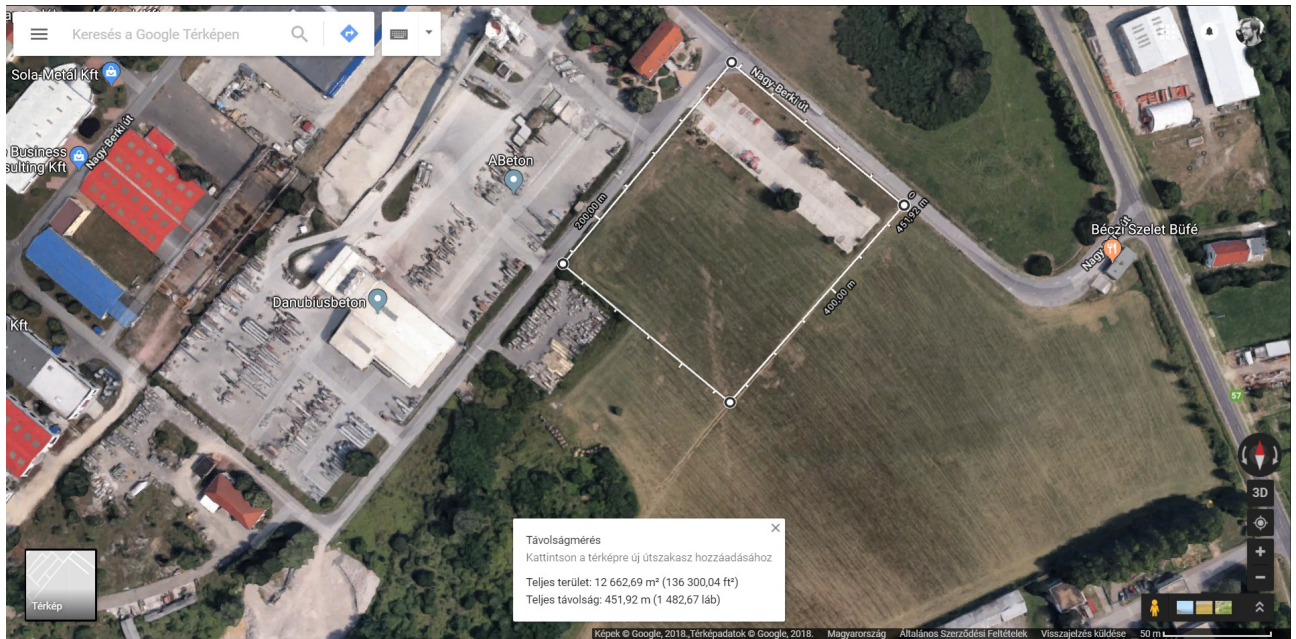 Keresés a Google Térképen
Sola-Metál Kft
Nagy-Berki út
Business
sulting Kft
Nagy-Berki út
ABeton
200,00 m
451,92 m
Béczi Szelet Büfé
Danubiusbeton
400,00 m
Kft
57
3D
Távolságmérés
Kattintson a térképre új útszakasz hozzáadásához
Teljes terület: 12 662,69 m² (136 300,04 ft²)
Teljes távolság: 451,92 m (1 482,67 láb)
Térkép
Képek © Google, 2018.,Térképadatok © Google, 2018. Magyarország Általános Szerződési Feltételek Visszajelzés küldése 50 m